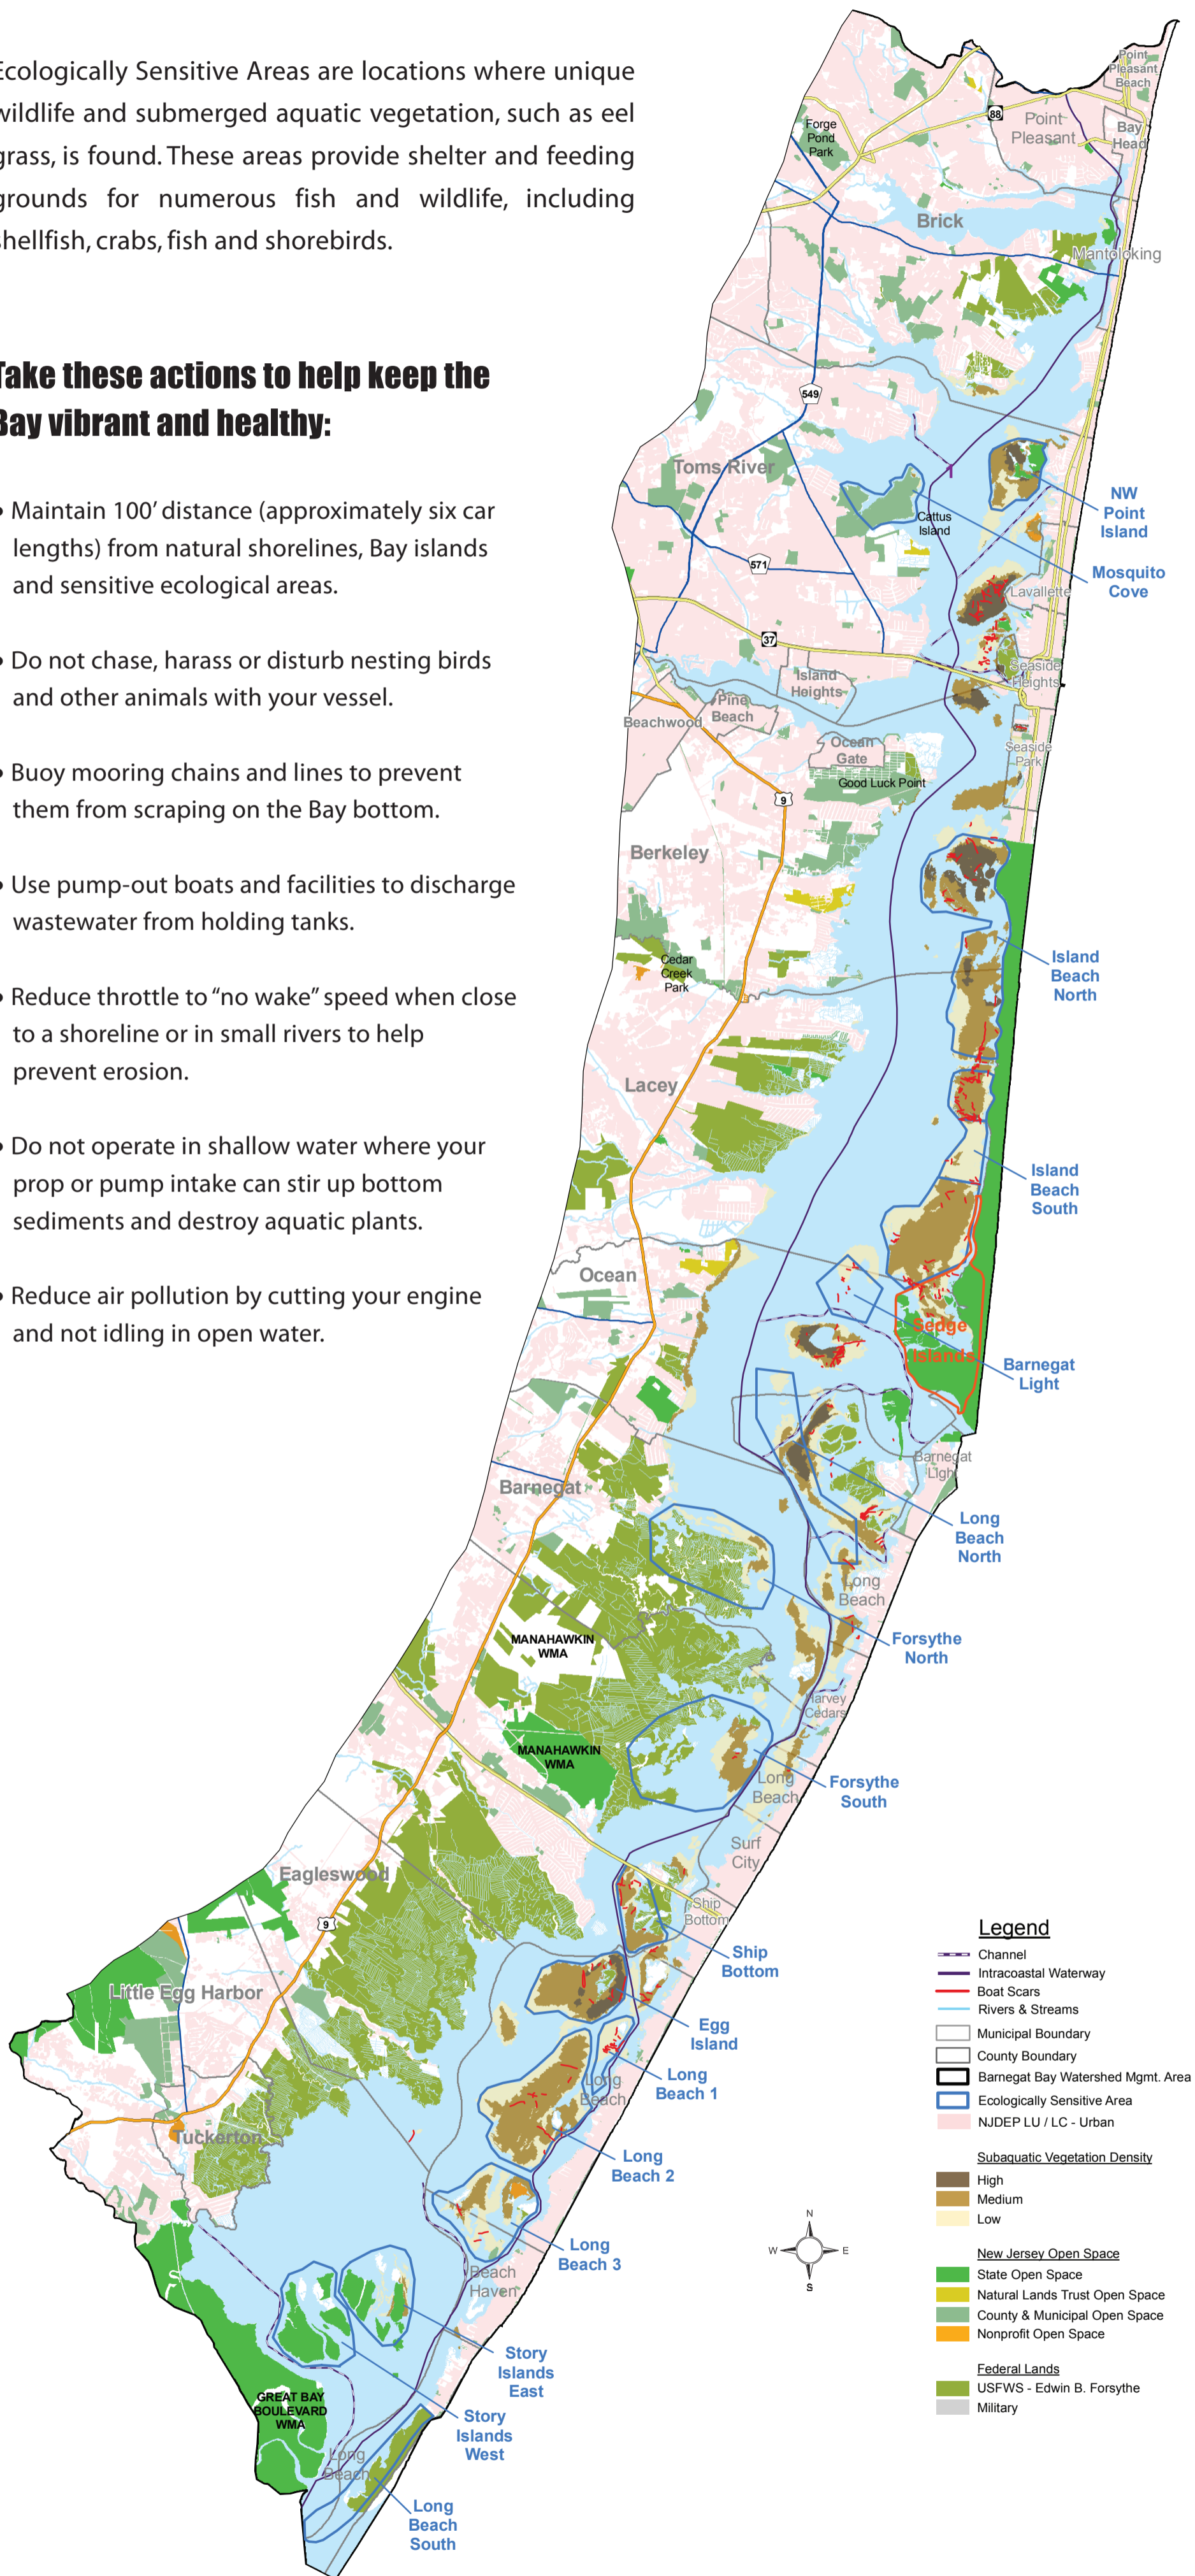 Ecologically Sensitive Areas are locations where unique
wildlife and submerged aquatic vegetation, such as eel
grass, is found. These areas provide shelter and feeding
grounds for numerous fish and wildlife, including
shellfish, crabs, fish and shorebirds.
Take these actions to help keep the
Bay vibrant and healthy:
• Maintain 100’ distance (approximately six car
lengths) from natural shorelines, Bay islands
and sensitive ecological areas.
• Do not chase, harass or disturb nesting birds
and other animals with your vessel.
• Buoy mooring chains and lines to prevent
them from scraping on the Bay bottom.
• Use pump-out boats and facilities to discharge
wastewater from holding tanks.
• Reduce throttle to “no wake” speed when close
to a shoreline or in small rivers to help
prevent erosion.
• Do not operate in shallow water where your
prop or pump intake can stir up bottom
sediments and destroy aquatic plants.
• Reduce air pollution by cutting your engine
and not idling in open water.
Point
Pleasant
Beach
88
Point
Pleasant
Bay
Head
Forge
Pond
Park
Brick
Mantoloking
549
Toms River
1
Cattus
Island
NW
Point
Island
Mosquito
Cove
571
Lavallette
37
Seaside
Heights
Island
Heights
Pine
Beach
Beachwood
Ocean
Gate
Seaside
Park
Good Luck Point
9
Berkeley
Cedar
Creek
Park
Island
Beach
North
Lacey
Island
Beach
South
Ocean
Sedge
Islands
Barnegat
Light
Barnegat
Light
Barnegat
Long
Beach
North
Long
Beach
MANAHAWKIN
WMA
Forsythe
North
Harvey
Cedars
MANAHAWKIN
WMA
Long
Beach
Forsythe
South
Surf
City
Eagleswood
Ship
Bottom
9
Ship
Bottom
Little Egg Harbor
Egg
Island
Long
Beach
Long
Beach 1
Tuckerton
Long
Beach 2
Long
Beach 3
Beach
Haven
Story
Islands
East
GREAT BAY
BOULEVARD
WMA
Story
Islands
West
Long
Beach
Long
Beach
South
N
W
E
S
Legend
Channel
Intracoastal Waterway
Boat Scars
Rivers & Streams
Municipal Boundary
County Boundary
Barnegat Bay Watershed Mgmt. Area
Ecologically Sensitive Area
NJDEP LU / LC - Urban
Subaquatic Vegetation Density
High
Medium
Low
New Jersey Open Space
State Open Space
Natural Lands Trust Open Space
County & Municipal Open Space
Nonprofit Open Space
Federal Lands
USFWS - Edwin B. Forsythe
Military